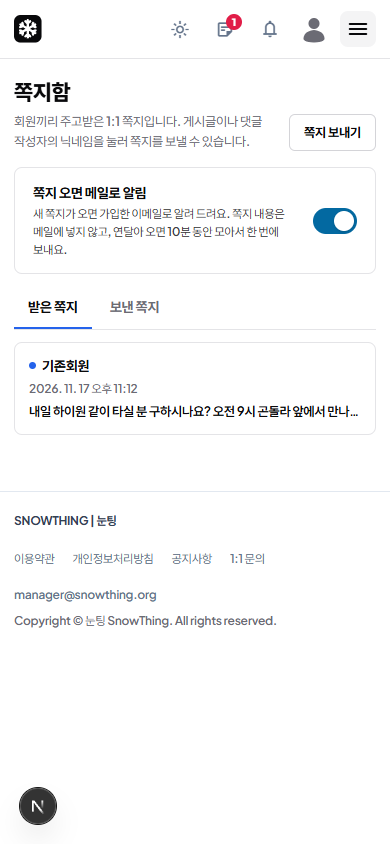 1
쪽지함
회원끼리 주고받은 1:1 쪽지입니다. 게시글이나 댓글
작성자의 닉네임을 눌러 쪽지를 보낼 수 있습니다.
쪽지 보내기
쪽지 오면 메일로 알림
새 쪽지가 오면 가입한 이메일로 알려 드려요. 쪽지 내용은
메일에 넣지 않고, 연달아 오면 10분 동안 모아서 한 번에
보내요.
받은 쪽지
보낸 쪽지
기존회원
2026. 11. 17 오후 11:12
내일 하이원 같이 타실 분 구하시나요? 오전 9시 곤돌라 앞에서 만나...
SNOWTHING | 눈팅
이용약관 개인정보처리방침 공지사항 1:1 문의
manager@snowthing.org
Copyright © 눈팅 SnowThing. All rights reserved.
N